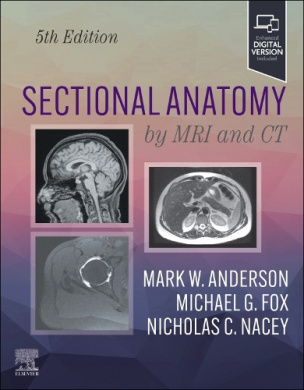 5th Edition
Enhanced
DIGITAL
VERSION
Included
SECTIONAL ANATOMY
by MRI and CT
MARK W. ANDERSON
MICHAEL G. FOX
NICHOLAS C. NACEY
ELSEVIER